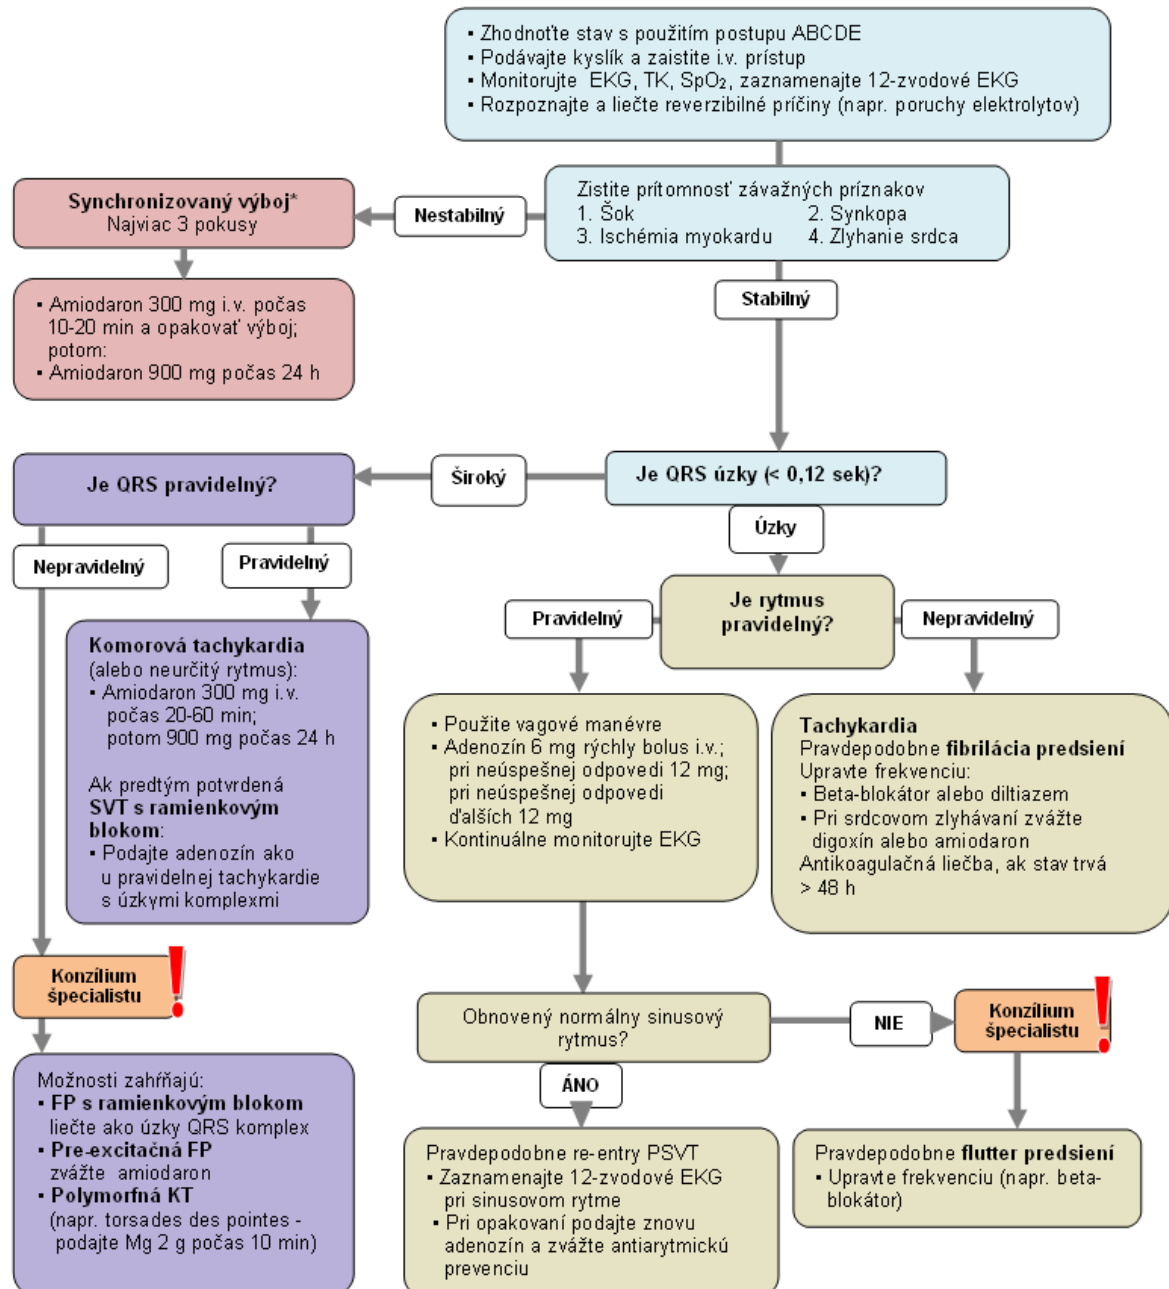 ▪ Zhodnoťte stav s použitím postupu ABCDE
▪ Podávajte kyslík a zaistite i.v. prístup
▪ Monitorujte EKG, TK, SpO₂, zaznamenajte 12-zvodové EKG
▪ Rozpoznajte a liečte reverzibilné príčiny (napr. poruchy elektrolytov)
Zistite prítomnosť závažných príznakov
1. Šok 2. Synkopa
3. Ischémia myokardu 4. Zlyhanie srdca
Nestabilný
Synchronizovaný výboj*
Najviac 3 pokusy
▪ Amiodaron 300 mg i.v. počas
10-20 min a opakovať výboj;
potom:
▪ Amiodaron 900 mg počas 24 h
Stabilný
Je QRS úzky (< 0,12 sek)?
Široký
Je QRS pravidelný?
Nepravidelný
Pravidelný
Komorová tachykardia
(alebo neurčitý rytmus):
▪ Amiodaron 300 mg i.v.
počas 20-60 min;
potom 900 mg počas 24 h
Ak predtým potvrdená
SVT s ramienkovým
blokom:
▪ Podajte adenozín ako
u pravidelnej tachykardie
s úzkymi komplexmi
Konzílium
špecialistu
Možnosti zahŕňajú:
▪ FP s ramienkovým blokom
liečte ako úzky QRS komplex
▪ Pre-excitačná FP
zvážte amiodaron
▪ Polymorfná KT
(napr. torsades des pointes -
podajte Mg 2 g počas 10 min)
Úzky
Je rytmus
pravidelný?
Pravidelný
Nepravidelný
▪ Použite vagové manévre
▪ Adenozín 6 mg rýchly bolus i.v.;
pri neúspešnej odpovedi 12 mg;
pri neúspešnej odpovedi
ďalších 12 mg
▪ Kontinuálne monitorujte EKG
Tachykardia
Pravdepodobne fibrilácia predsiení
Upravte frekvenciu:
▪ Beta-blokátor alebo diltiazem
▪ Pri srdcovom zlyhávaní zvážte
digoxín alebo amiodaron
Antikoagulačná liečba, ak stav trvá
> 48 h
Obnovený normálny sinusový
rytmus?
NIE
Konzílium
špecialistu
ÁNO
Pravdepodobne re-entry PSVT
▪ Zaznamenajte 12-zvodové EKG
pri sinusovom rytme
▪ Pri opakovaní podajte znovu
adenozín a zvážte antiarytmickú
prevenciu
Pravdepodobne flutter predsiení
▪ Upravte frekvenciu (napr. beta-
blokátor)